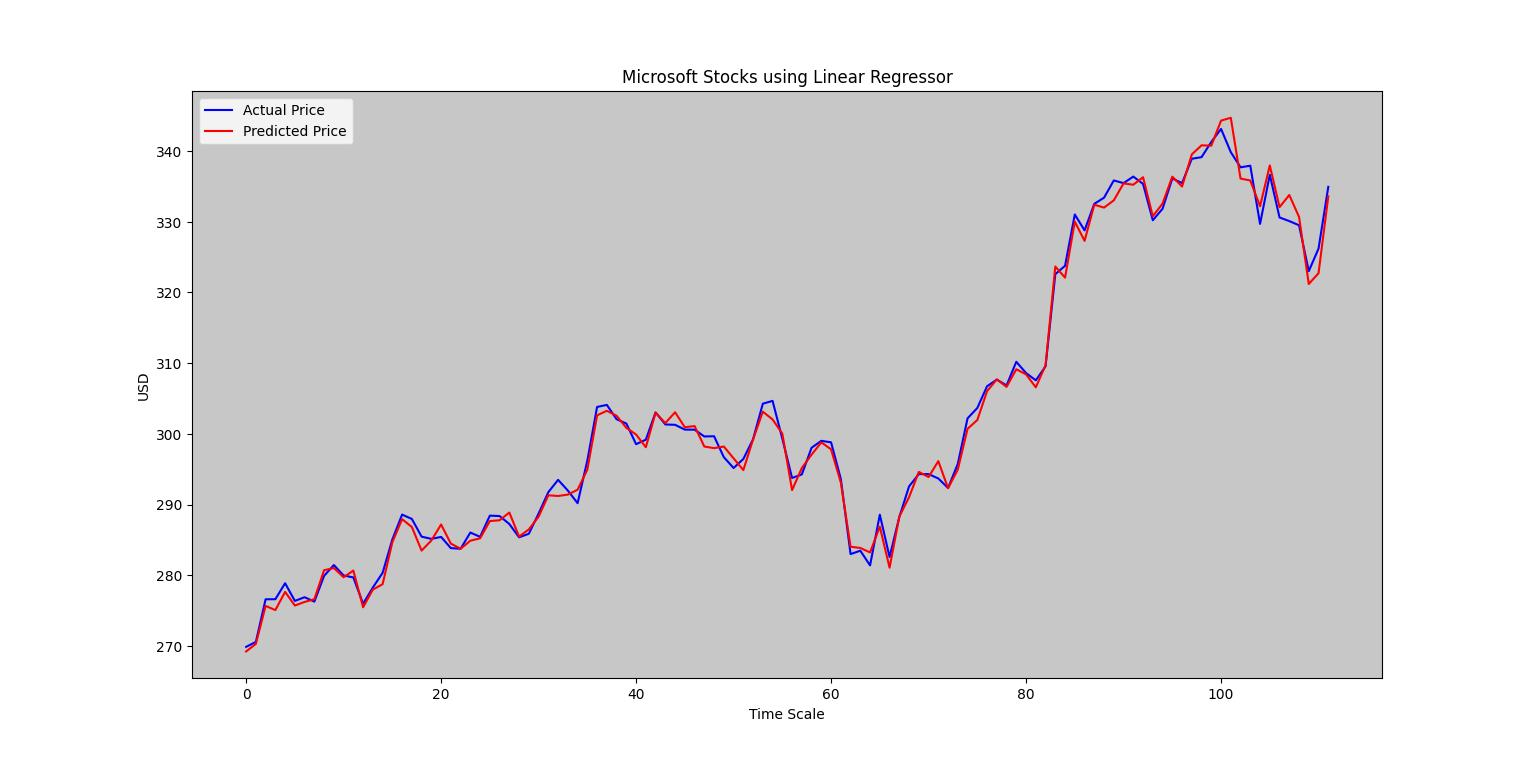 Microsoft Stocks using Linear Regressor
Actual Price
Predicted Price
340
330
320
310
300
290
280
270
USD
0 20 40 60 80 100
Time Scale